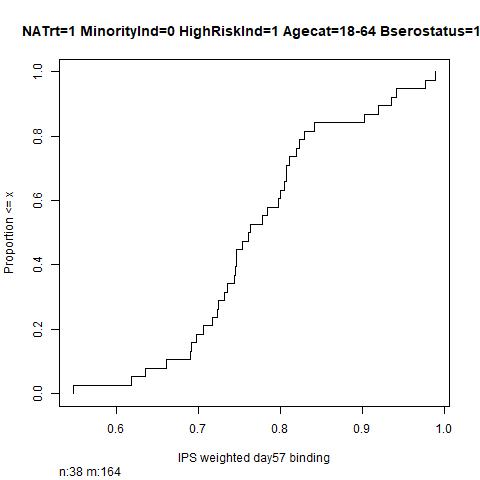 NATrt=1 MinorityInd=0 HighRiskInd=1 Agecat=18-64 Bserostatus=1
1.0
0.8
0.6
0.4
0.2
0.0
Proportion <= x
0.6 0.7 0.8 0.9 1.0
IPS weighted day57 binding
n:38 m:164